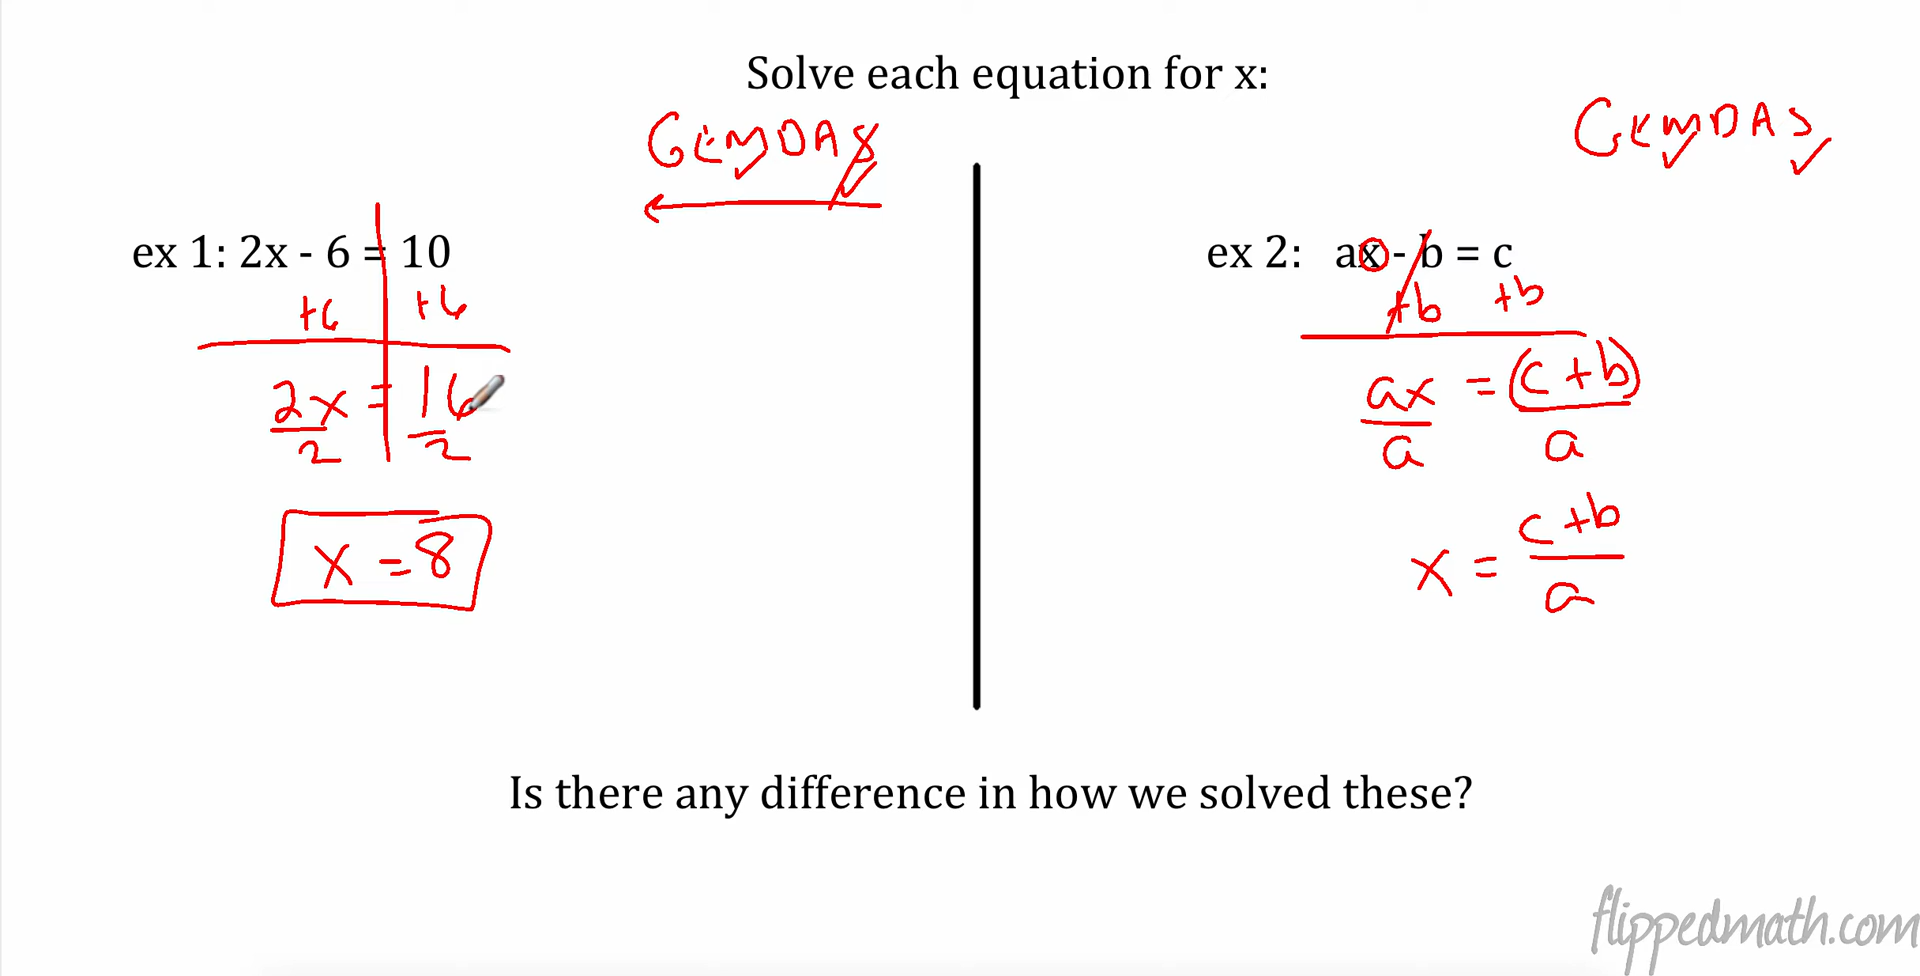 Solve each equation for x:
GEMDAS
GEMDAS
ex 1: 2x - 6 = 10
+6 +6
2x = 16
2 2
x = 8
ex 2: ax - b = c
+b +b
ax = (c + b)
a a
x = c + b
a
Is there any difference in how we solved these?
flippedmath.com